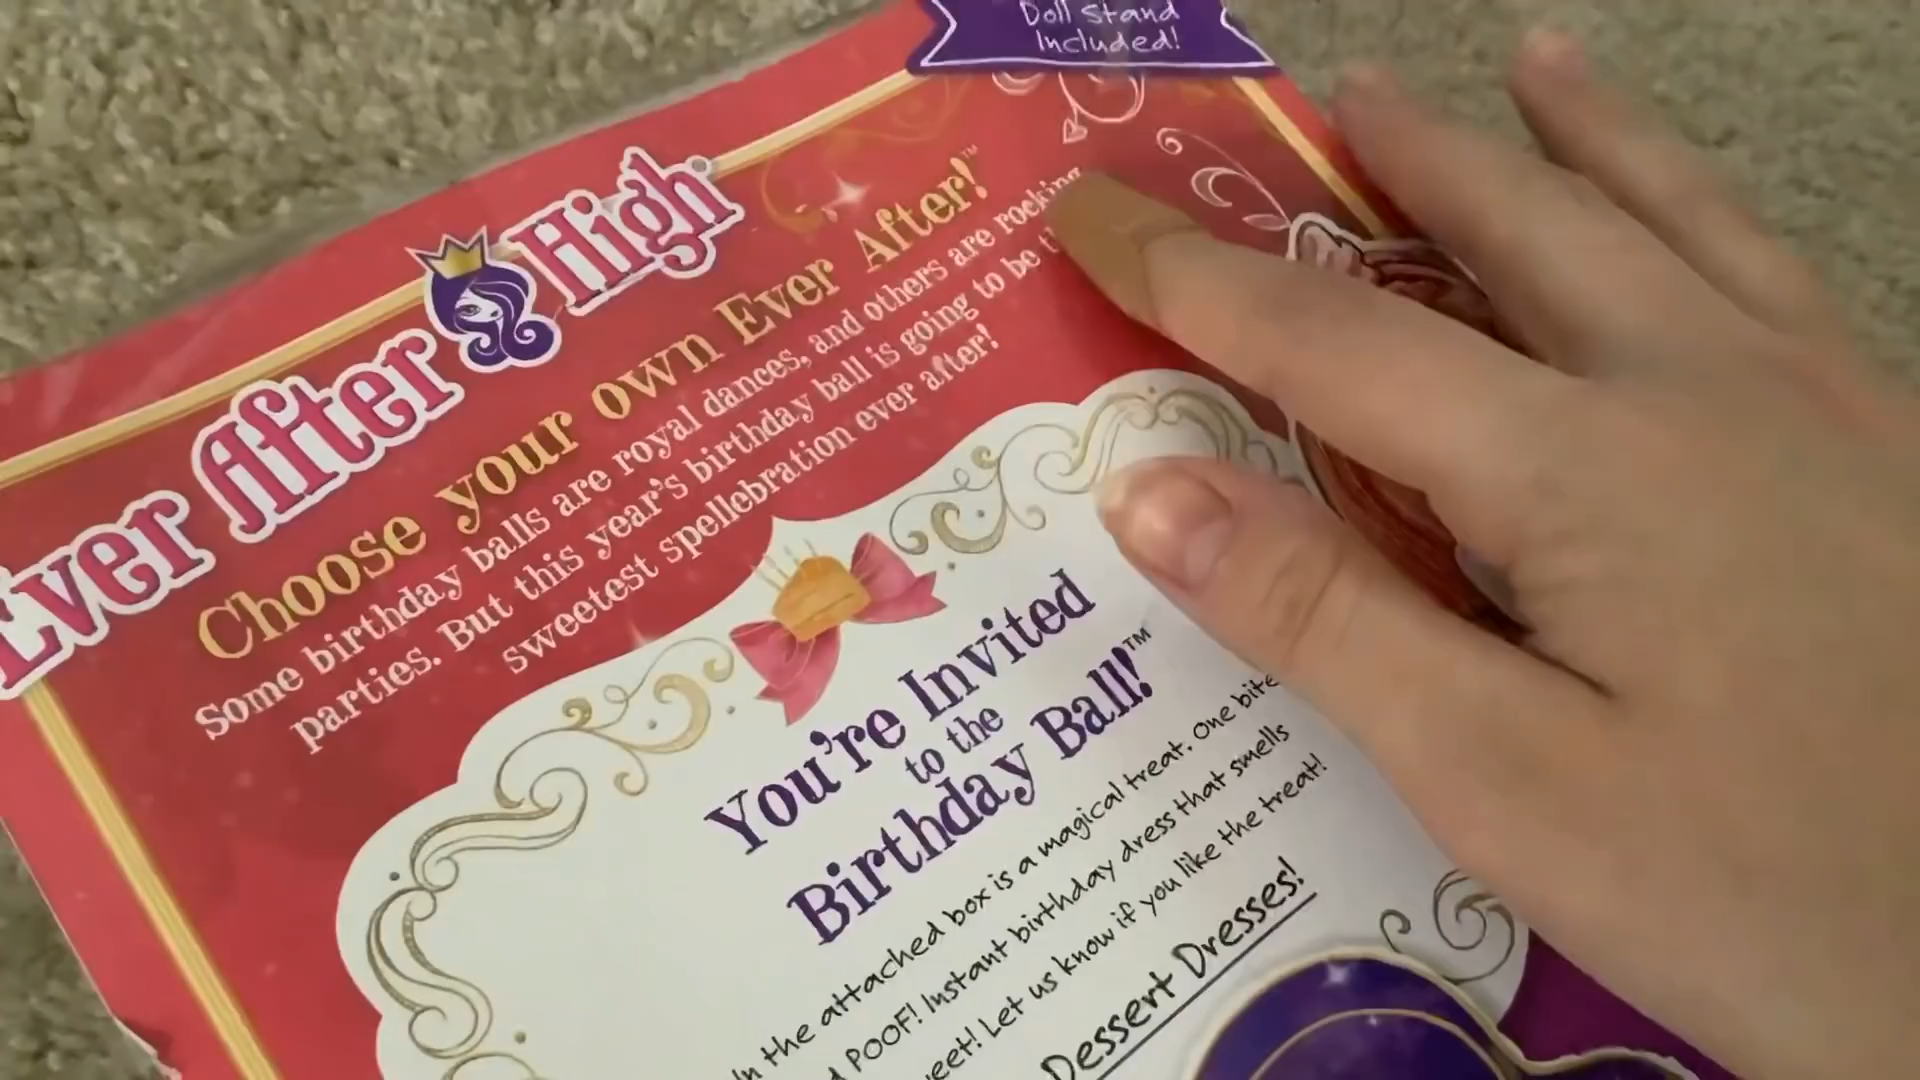 Doll Stand
Included!
Ever After High
Choose your own Ever After!™
Some birthday balls are royal dances, and others are rocking
parties. But this year's birthday ball is going to be
sweetest spellebration ever after!
You're Invited
to the
Birthday Ball!™
In the attached box is a magical treat. One bite
POOF! Instant birthday dress that smells
Let us know if you like the treat!
Dessert Dresses!